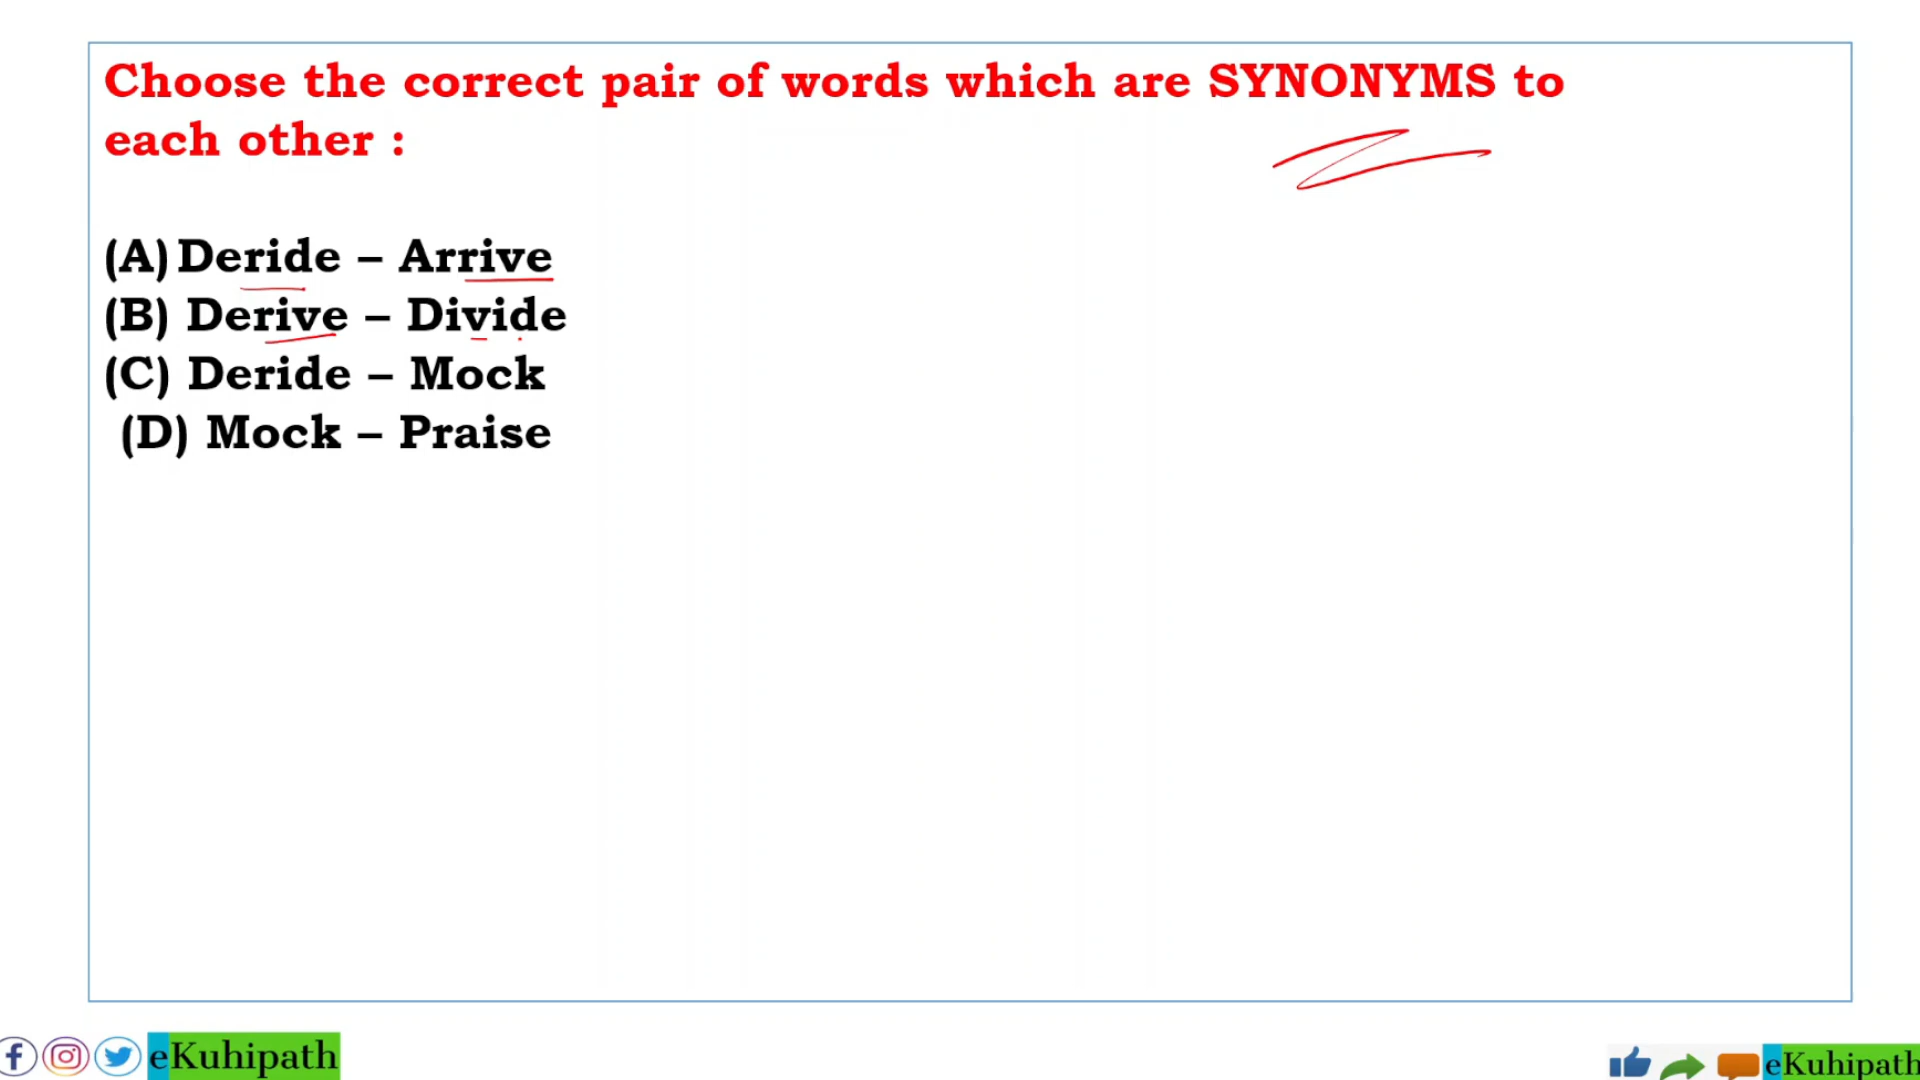 Choose the correct pair of words which are SYNONYMS to
each other :
(A) Deride – Arrive
(B) Derive – Divide
(C) Deride – Mock
(D) Mock – Praise
eKuhipath
eKuhipath